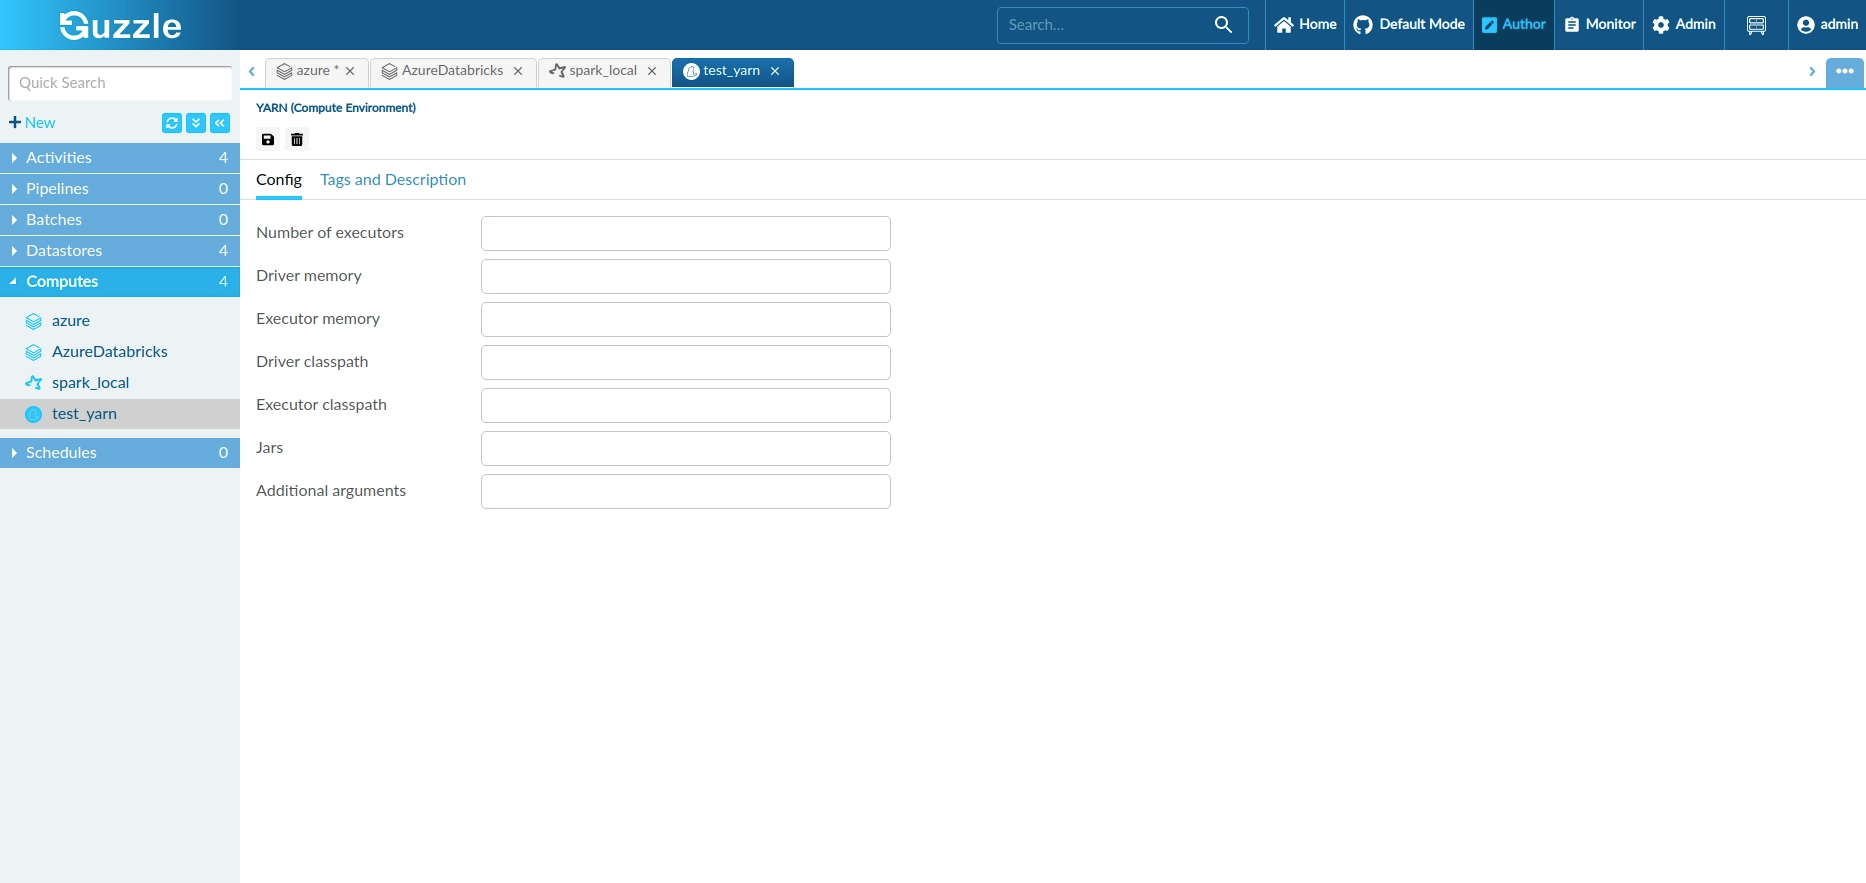 Guzzle
Search...
Home
Default Mode
Author
Monitor
Admin
admin
Quick Search
New
Activities 4
Pipelines 0
Batches 0
Datastores 4
Computes 4
azure
AzureDatabricks
spark_local
test_yarn
Schedules 0
azure *
AzureDatabricks
spark_local
test_yarn
YARN (Compute Environment)
Config
Tags and Description
Number of executors
Driver memory
Executor memory
Driver classpath
Executor classpath
Jars
Additional arguments